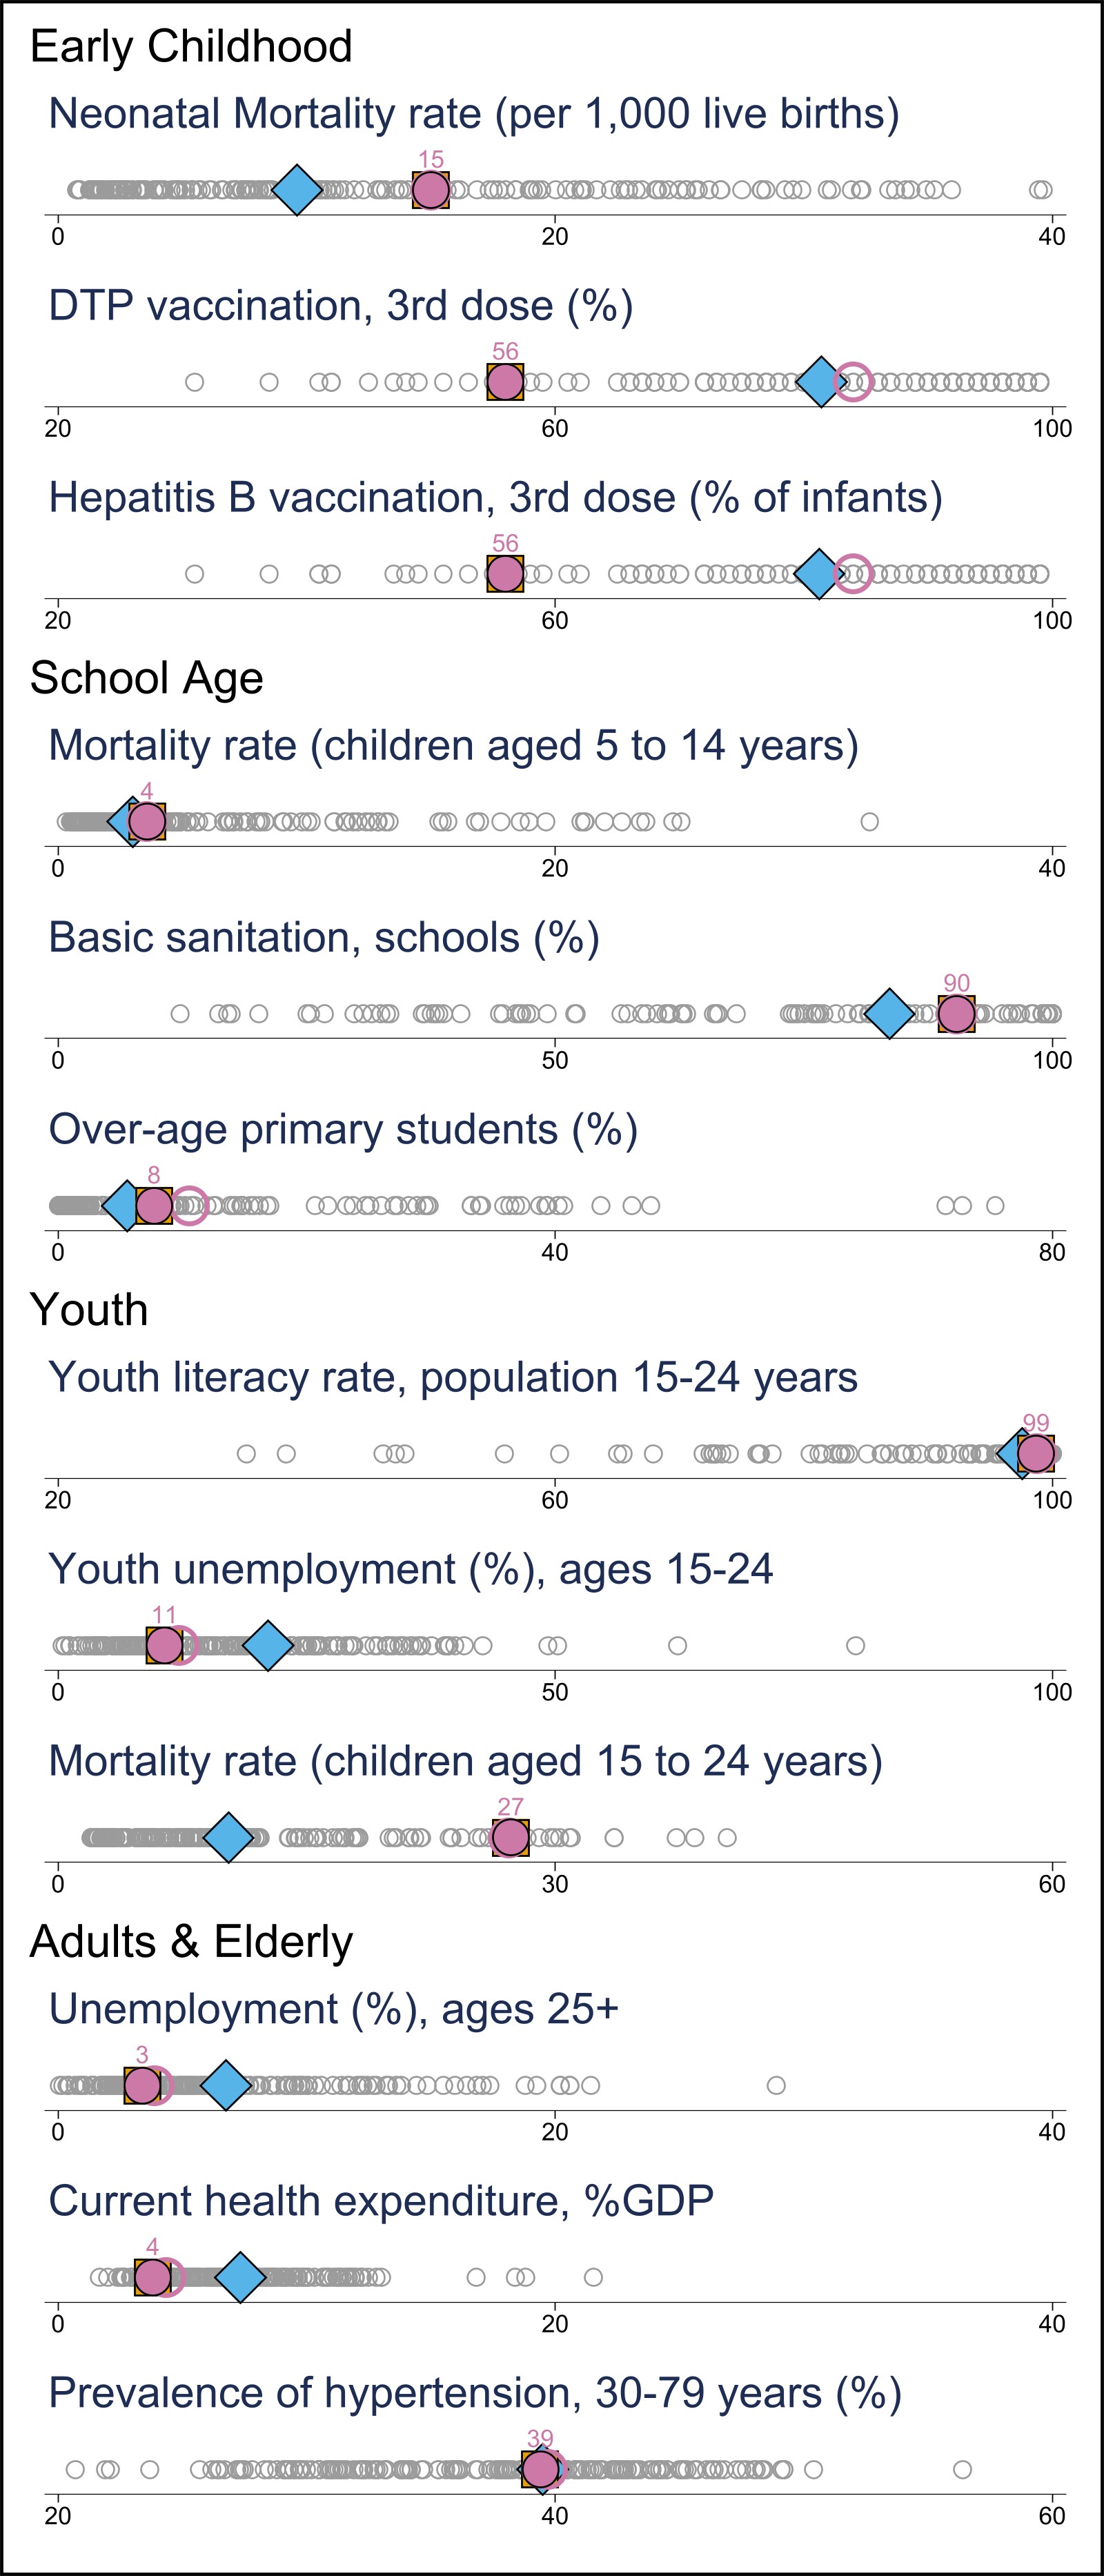 Early Childhood
Neonatal Mortality rate (per 1,000 live births)
15
0 20 40
DTP vaccination, 3rd dose (%)
56
20 60 100
Hepatitis B vaccination, 3rd dose (% of infants)
56
20 60 100
School Age
Mortality rate (children aged 5 to 14 years)
4
0 20 40
Basic sanitation, schools (%)
90
0 50 100
Over-age primary students (%)
8
0 40 80
Youth
Youth literacy rate, population 15-24 years
99
20 60 100
Youth unemployment (%), ages 15-24
11
0 50 100
Mortality rate (children aged 15 to 24 years)
27
0 30 60
Adults & Elderly
Unemployment (%), ages 25+
3
0 20 40
Current health expenditure, %GDP
4
0 20 40
Prevalence of hypertension, 30-79 years (%)
39
20 40 60